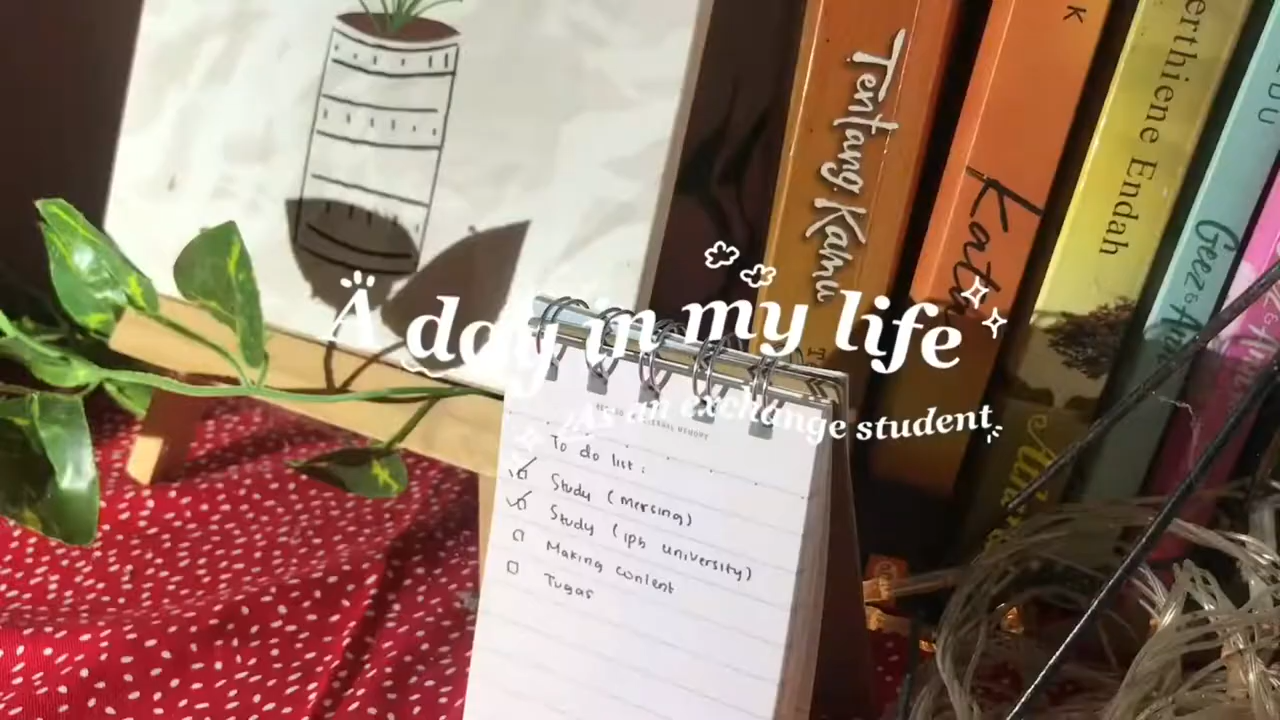 Tentang Kamu
K
Kata
erthiene Endah
Geez & Ann
A day in my life
As an exchange student
To do list :
Study (mersing)
Study (ipb university)
Making content
Tugas